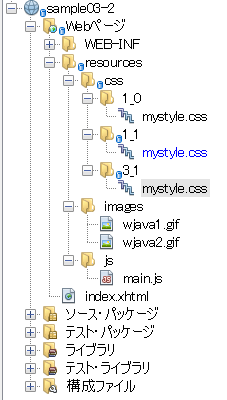 sample03-2
Webページ
WEB-INF
resources
css
1_0
mystyle.css
1_1
mystyle.css
3_1
mystyle.css
images
wjava1.gif
wjava2.gif
js
main.js
index.xhtml
ソース・パッケージ
テスト・パッケージ
ライブラリ
テスト・ライブラリ
構成ファイル